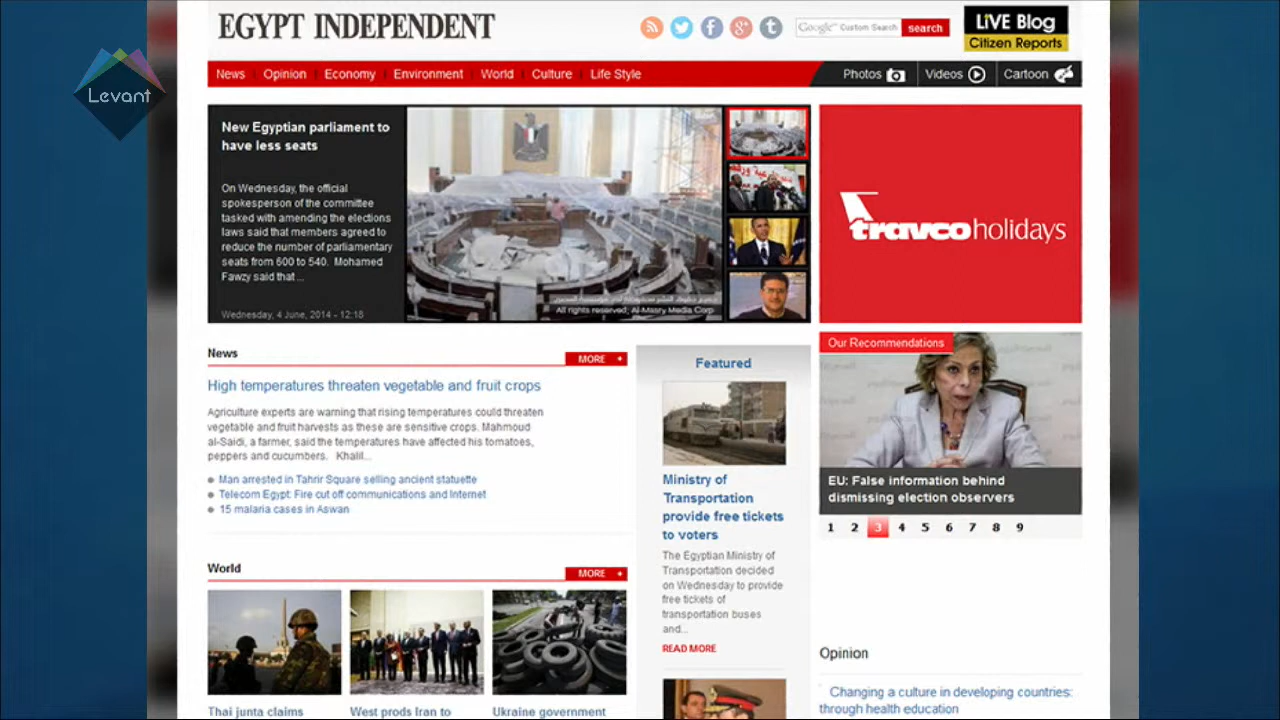 EGYPT INDEPENDENT
Google™ Custom Search
search
LiVE Blog
Citizen Reports
News
Opinion
Economy
Environment
World
Culture
Life Style
Photos
Videos
Cartoon
Levant
New Egyptian parliament to
have less seats
On Wednesday, the official
spokesperson of the committee
tasked with amending the elections
laws said that members agreed to
reduce the number of parliamentary
seats from 600 to 540. Mohamed
Fawzy said that ...
Wednesday, 4 June, 2014 - 12:18
All rights reserved, Al-Masry Media Corp
travcoholidays
News
MORE +
High temperatures threaten vegetable and fruit crops
Agriculture experts are warning that rising temperatures could threaten
vegetable and fruit harvests as these are sensitive crops. Mahmoud
al-Saidi, a farmer, said the temperatures have affected his tomatoes,
peppers and cucumbers. Khalil...
Man arrested in Tahrir Square selling ancient statuette
Telecom Egypt: Fire cut off communications and Internet
15 malaria cases in Aswan
World
MORE +
Thai junta claims
West prods Iran to
Ukraine government
Featured
Ministry of
Transportation
provide free tickets
to voters
The Egyptian Ministry of
Transportation decided
on Wednesday to provide
free tickets of
transportation buses
and...
READ MORE
Our Recommendations
EU: False information behind
dismissing election observers
1 2 3 4 5 6 7 8 9
Opinion
Changing a culture in developing countries:
through health education